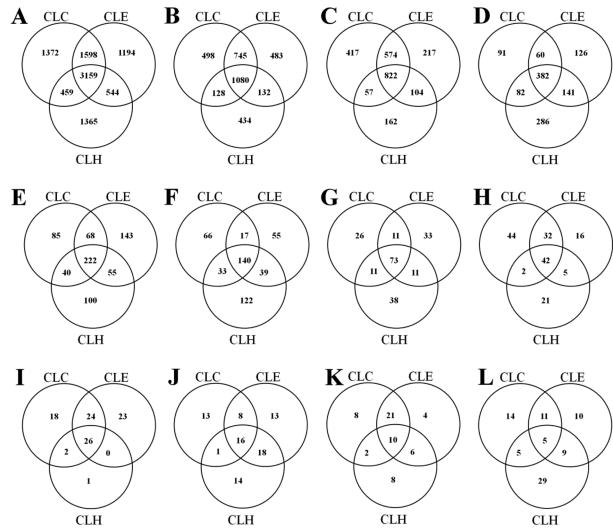 A B C D
CLC CLE CLC CLE CLC CLE CLC CLE
1372 1598 1194 498 745 483 417 574 217 91 60 126
3159 1080 822 382
459 544 128 132 57 104 82 141
1365 434 162 286
CLH CLH CLH CLH
E F G H
CLC CLE CLC CLE CLC CLE CLC CLE
85 68 143 66 17 55 26 11 33 44 32 16
222 140 73 42
40 55 33 39 11 11 2 5
100 122 38 21
CLH CLH CLH CLH
I J K L
CLC CLE CLC CLE CLC CLE CLC CLE
18 24 23 13 8 13 8 21 4 14 11 10
26 16 10 5
2 0 1 18 2 6 5 9
1 14 8 29
CLH CLH CLH CLH